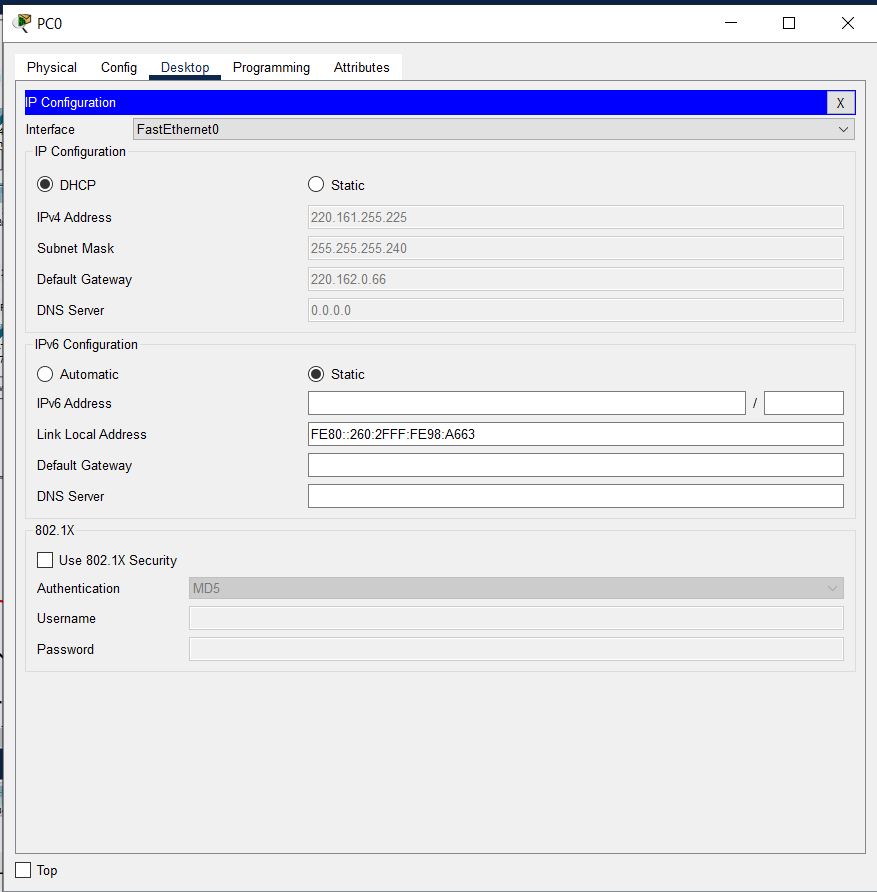 PC0
Physical Config Desktop Programming Attributes
IP Configuration X
Interface FastEthernet0
IP Configuration
DHCP Static
IPv4 Address 220.161.255.225
Subnet Mask 255.255.255.240
Default Gateway 220.162.0.66
DNS Server 0.0.0.0
IPv6 Configuration
Automatic Static
IPv6 Address /
Link Local Address FE80::260:2FFF:FE98:A663
Default Gateway
DNS Server
802.1X
Use 802.1X Security
Authentication MD5
Username
Password
Top